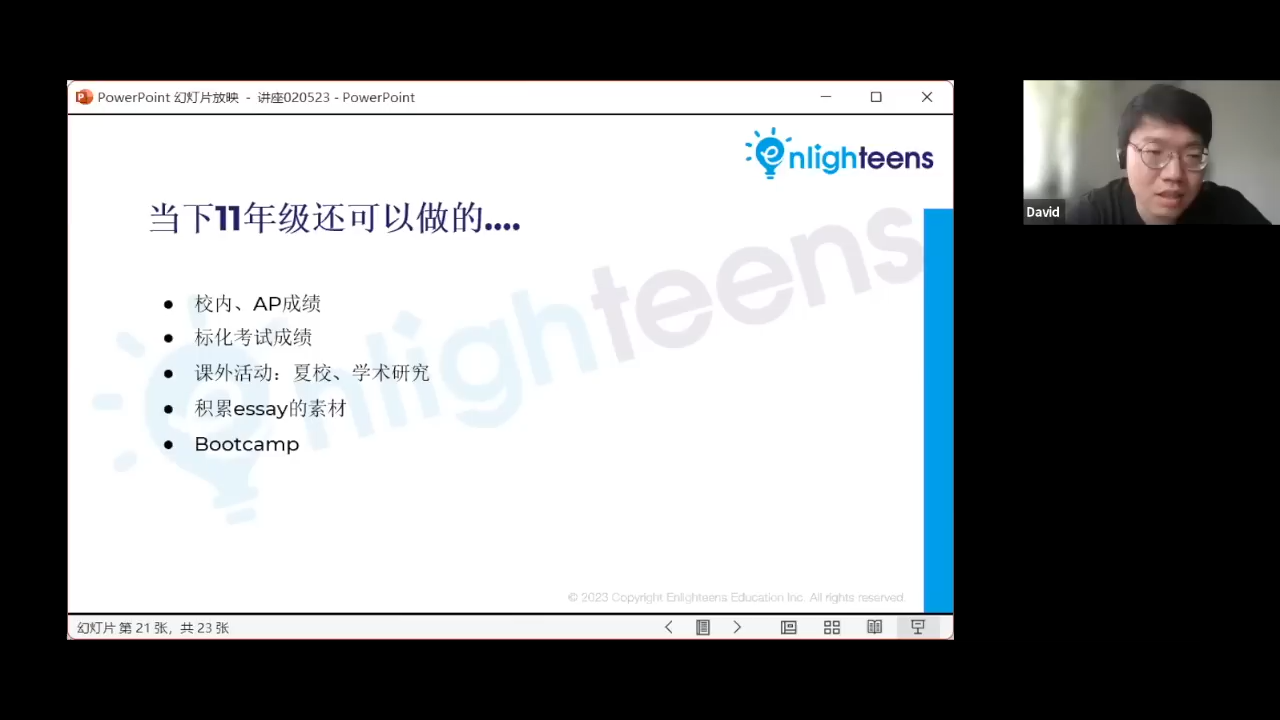 PowerPoint 幻灯片放映 - 讲座020523 - PowerPoint
enlighteens
当下11年级还可以做的....
● 校内、AP成绩
● 标化考试成绩
● 课外活动：夏校、学术研究
● 积累essay的素材
● Bootcamp
enlighteens
© 2023 Copyright Enlighteens Education Inc. All rights reserved.
幻灯片 第 21 张，共 23 张
David